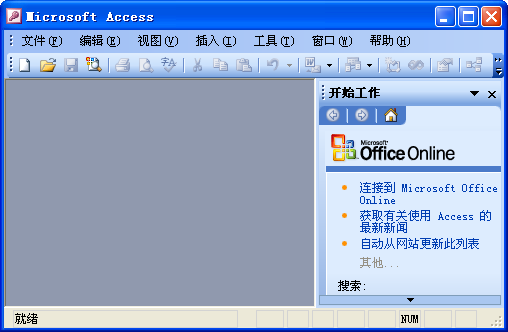 Microsoft Access
文件(F) 编辑(E) 视图(V) 插入(I) 工具(T) 窗口(W) 帮助(H)
开始工作
Microsoft
Office Online
连接到 Microsoft Office
Online
获取有关使用 Access 的
最新新闻
自动从网站更新此列表
其他...
搜索:
就绪
NUM